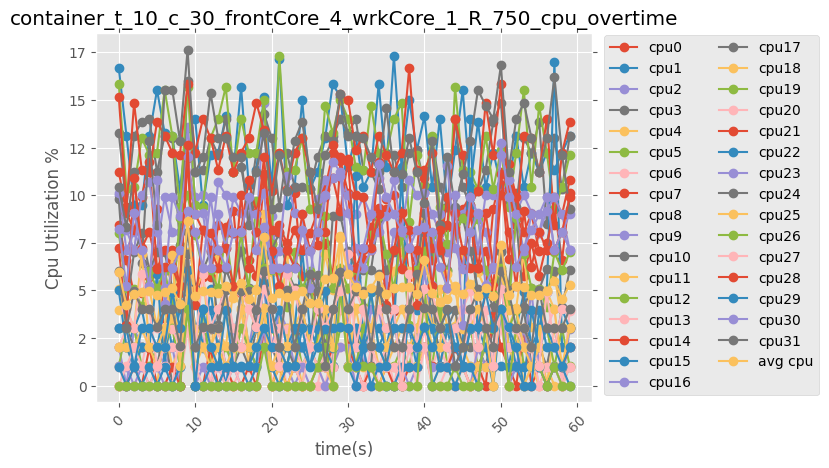 container_t_10_c_30_frontCore_4_wrkCore_1_R_750_cpu_overtime
Cpu Utilization %
17
15
12
10
7
5
2
0
0
10
20
30
40
50
60
time(s)
cpu0
cpu1
cpu2
cpu3
cpu4
cpu5
cpu6
cpu7
cpu8
cpu9
cpu10
cpu11
cpu12
cpu13
cpu14
cpu15
cpu16
cpu17
cpu18
cpu19
cpu20
cpu21
cpu22
cpu23
cpu24
cpu25
cpu26
cpu27
cpu28
cpu29
cpu30
cpu31
avg cpu